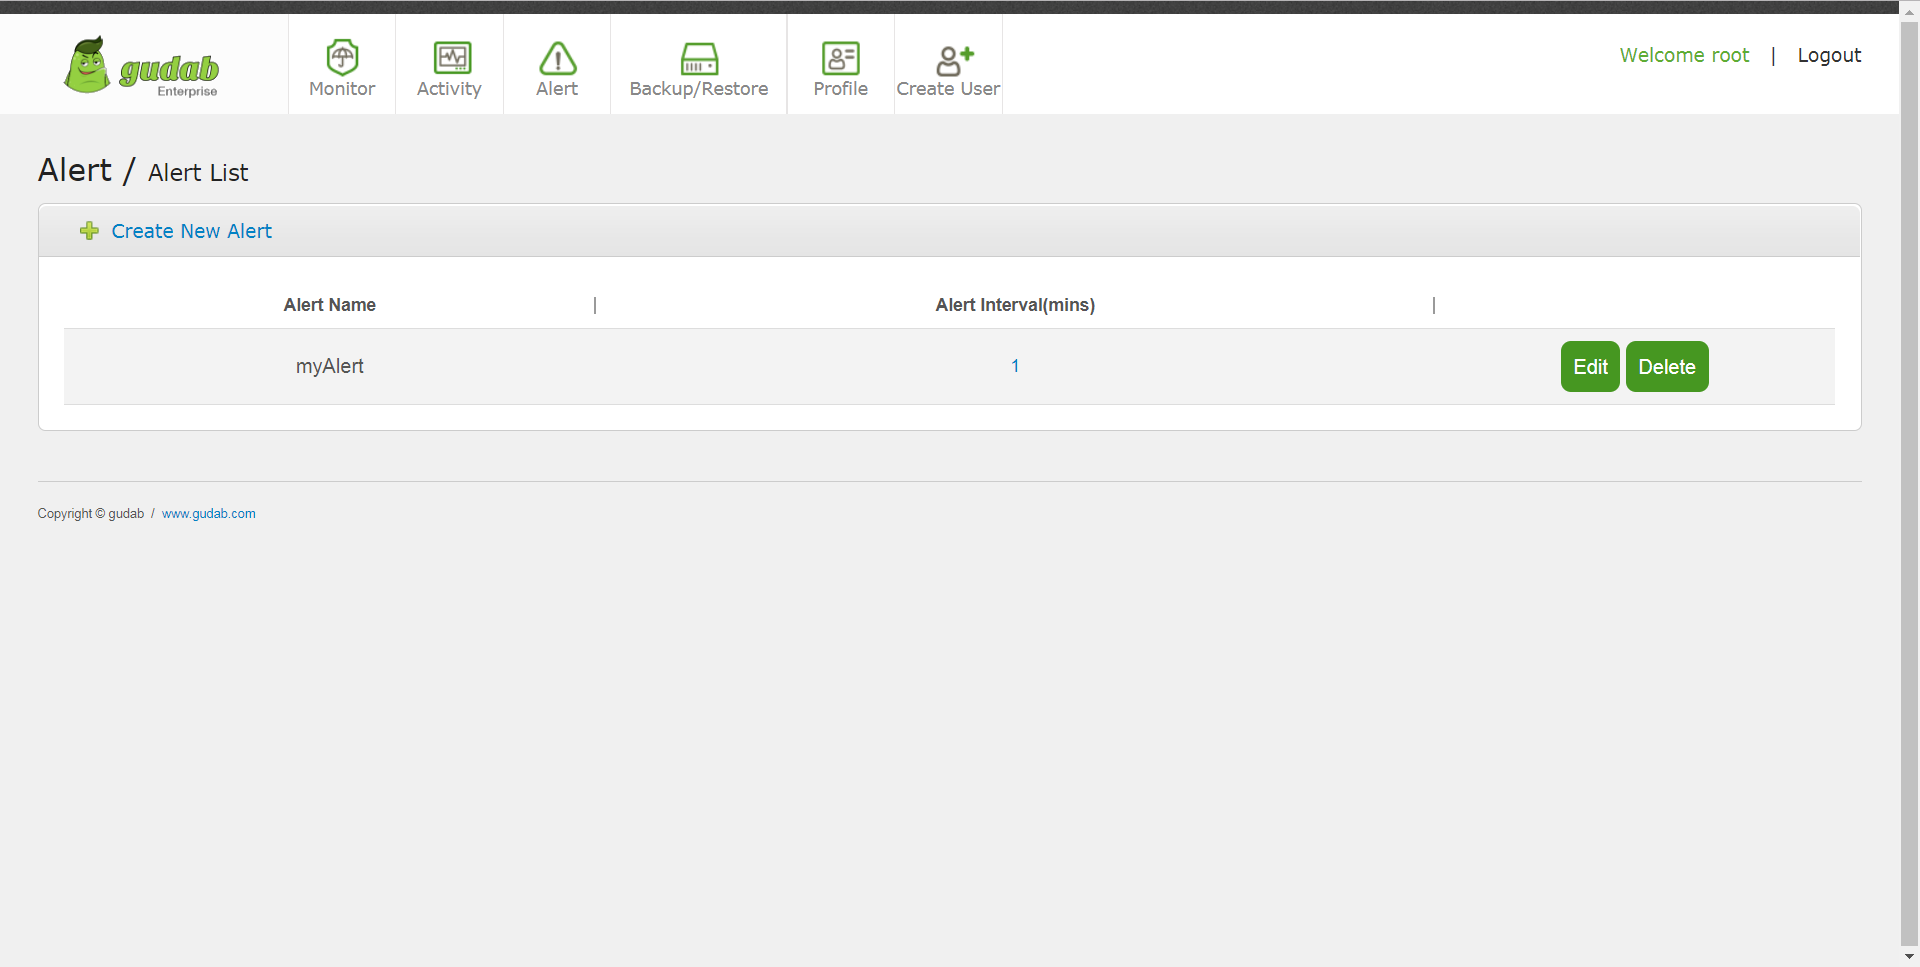 gudab
Enterprise
Monitor
Activity
Alert
Backup/Restore
Profile
Create User
Welcome root | Logout
Alert / Alert List
Create New Alert
Alert Name | Alert Interval(mins) |
myAlert 1 Edit Delete
Copyright © gudab / www.gudab.com